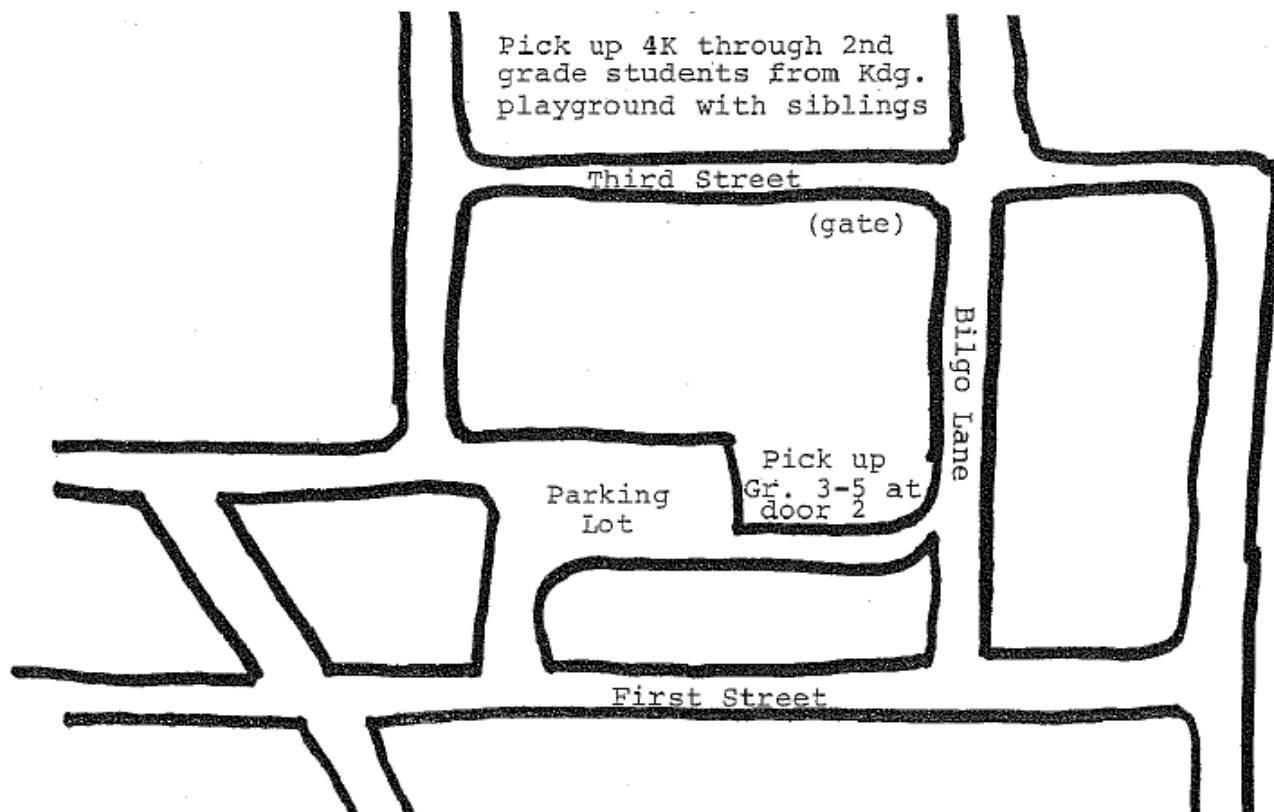 Pick up 4K through 2nd
grade students from Kdg.
playground with siblings
Third Street
(gate)
Bilgo Lane
Pick up
Gr. 3-5 at
door 2
Parking
Lot
First Street